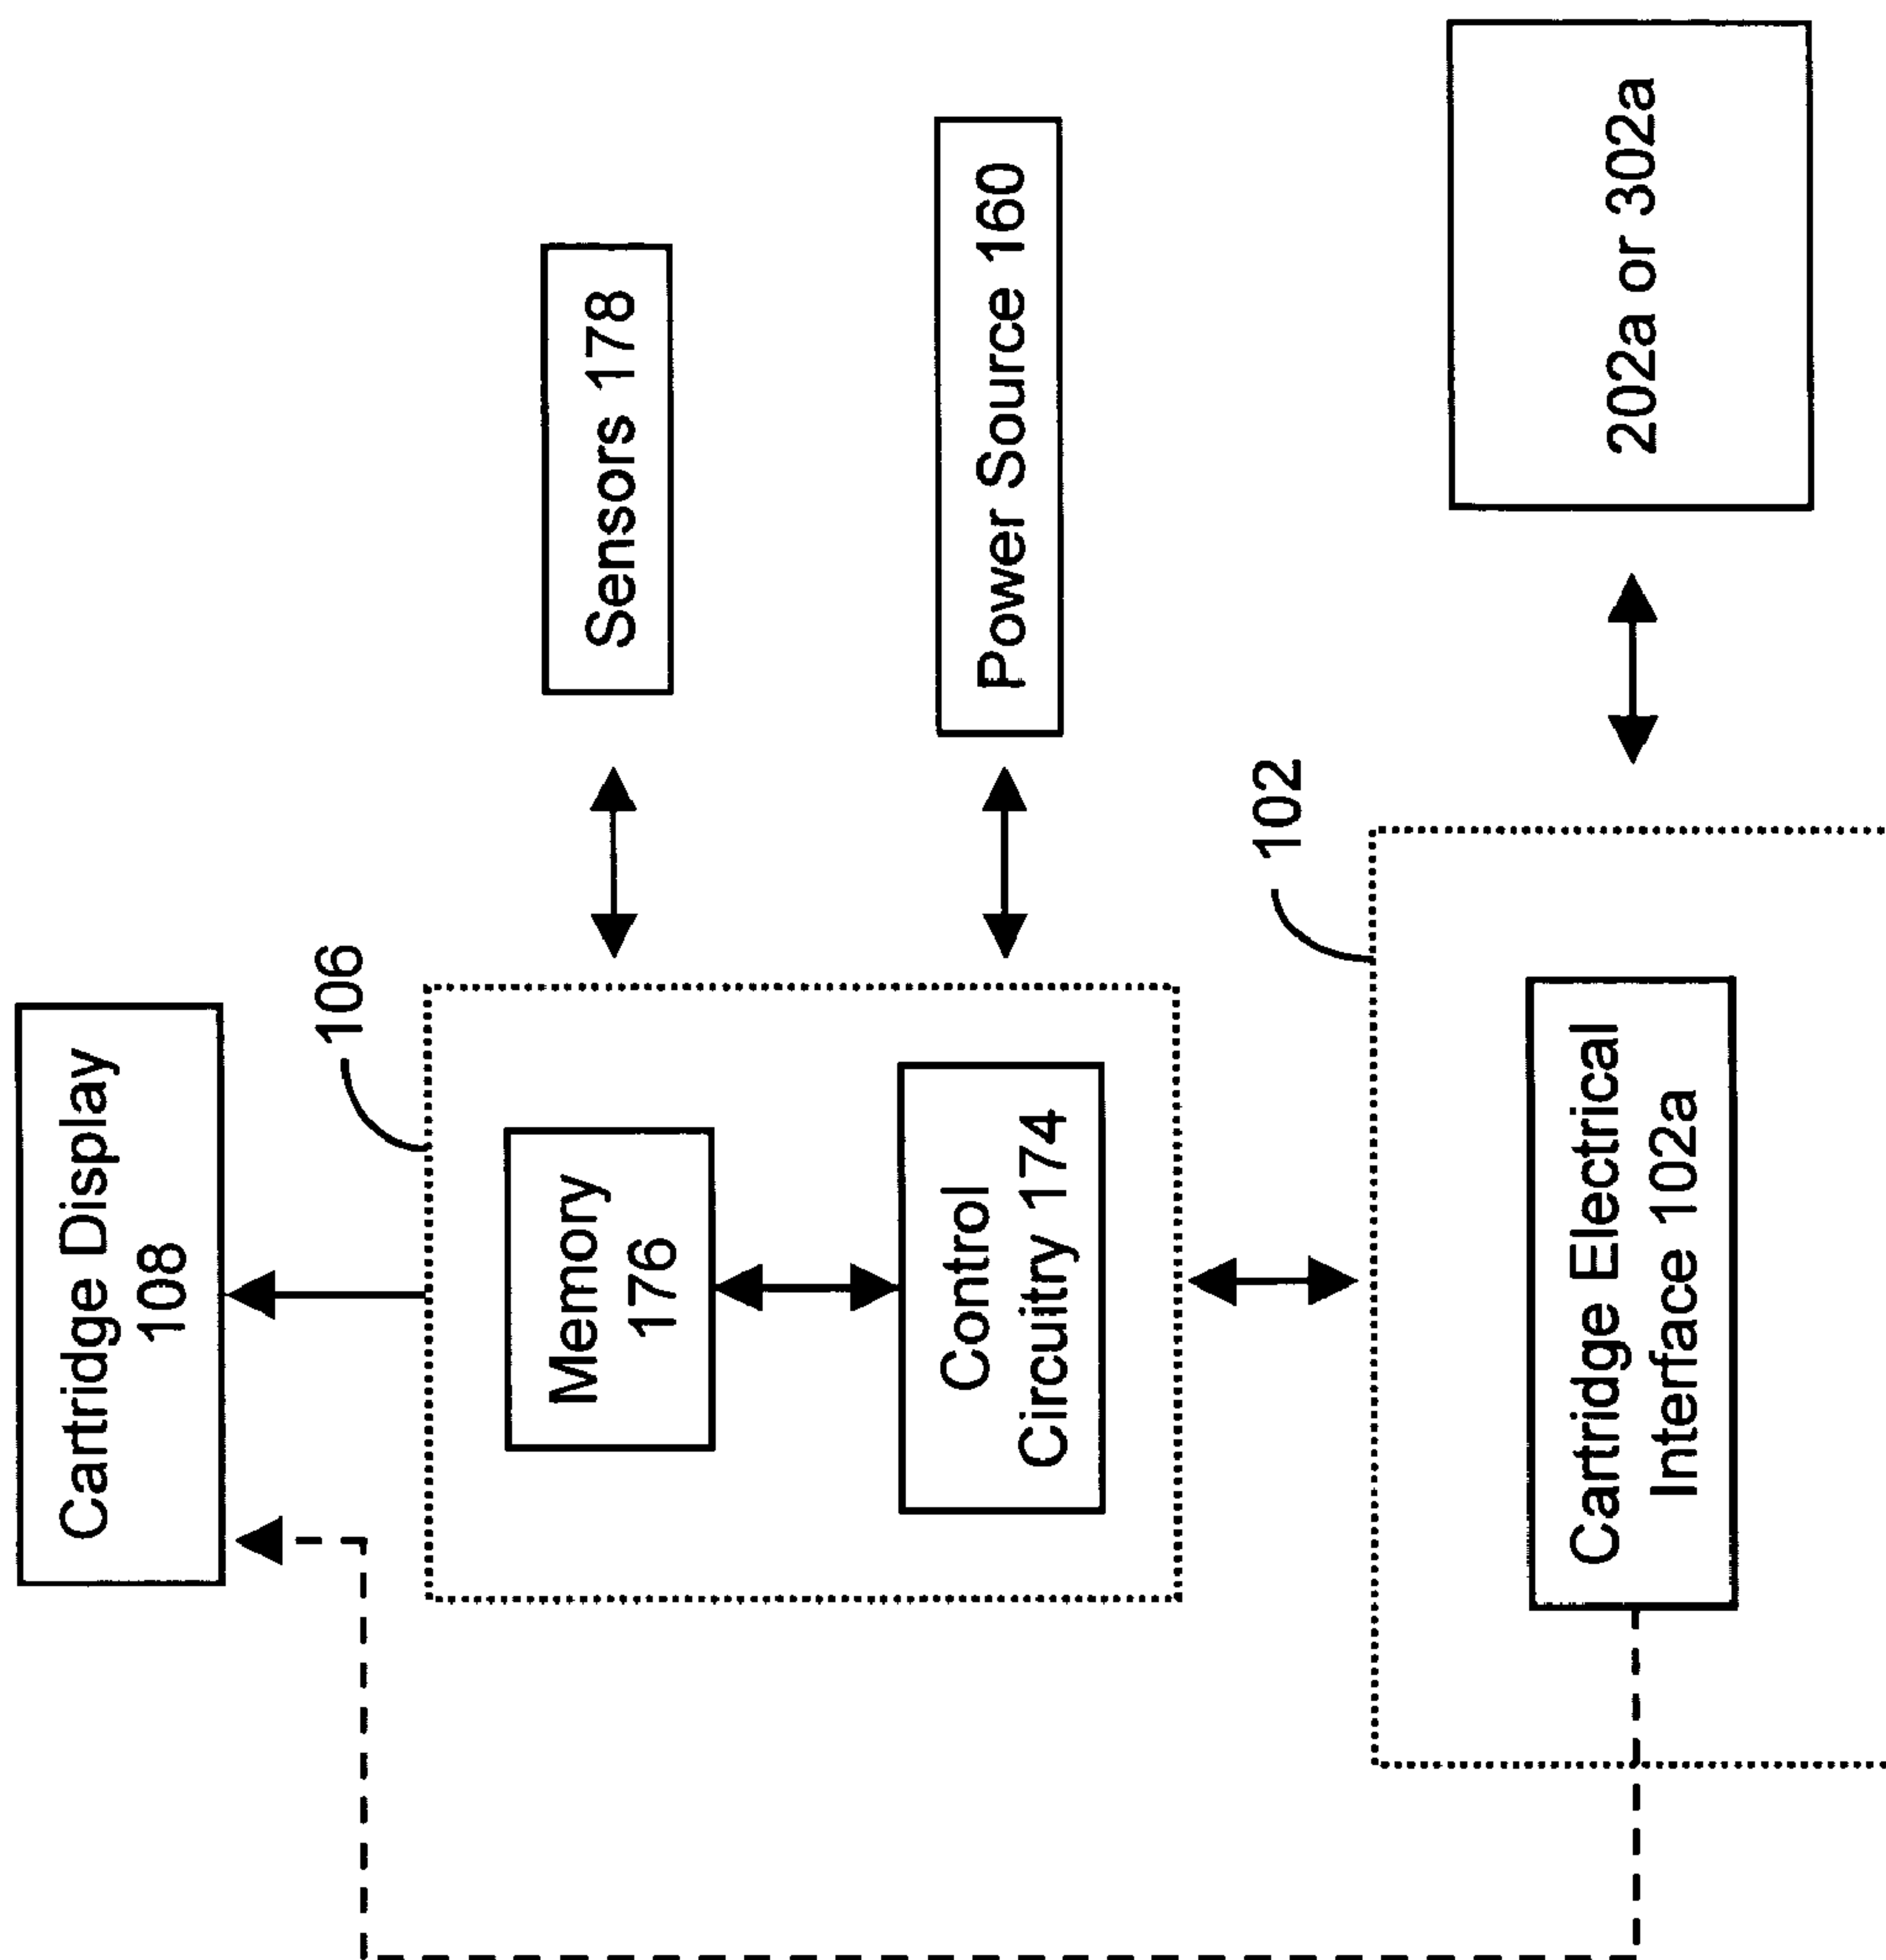 Cartridge Display
108
106
Memory
176
Control
Circuitry 174
Sensors 178
Power Source 160
102
Cartridge Electrical
Interface 102a
202a or 302a